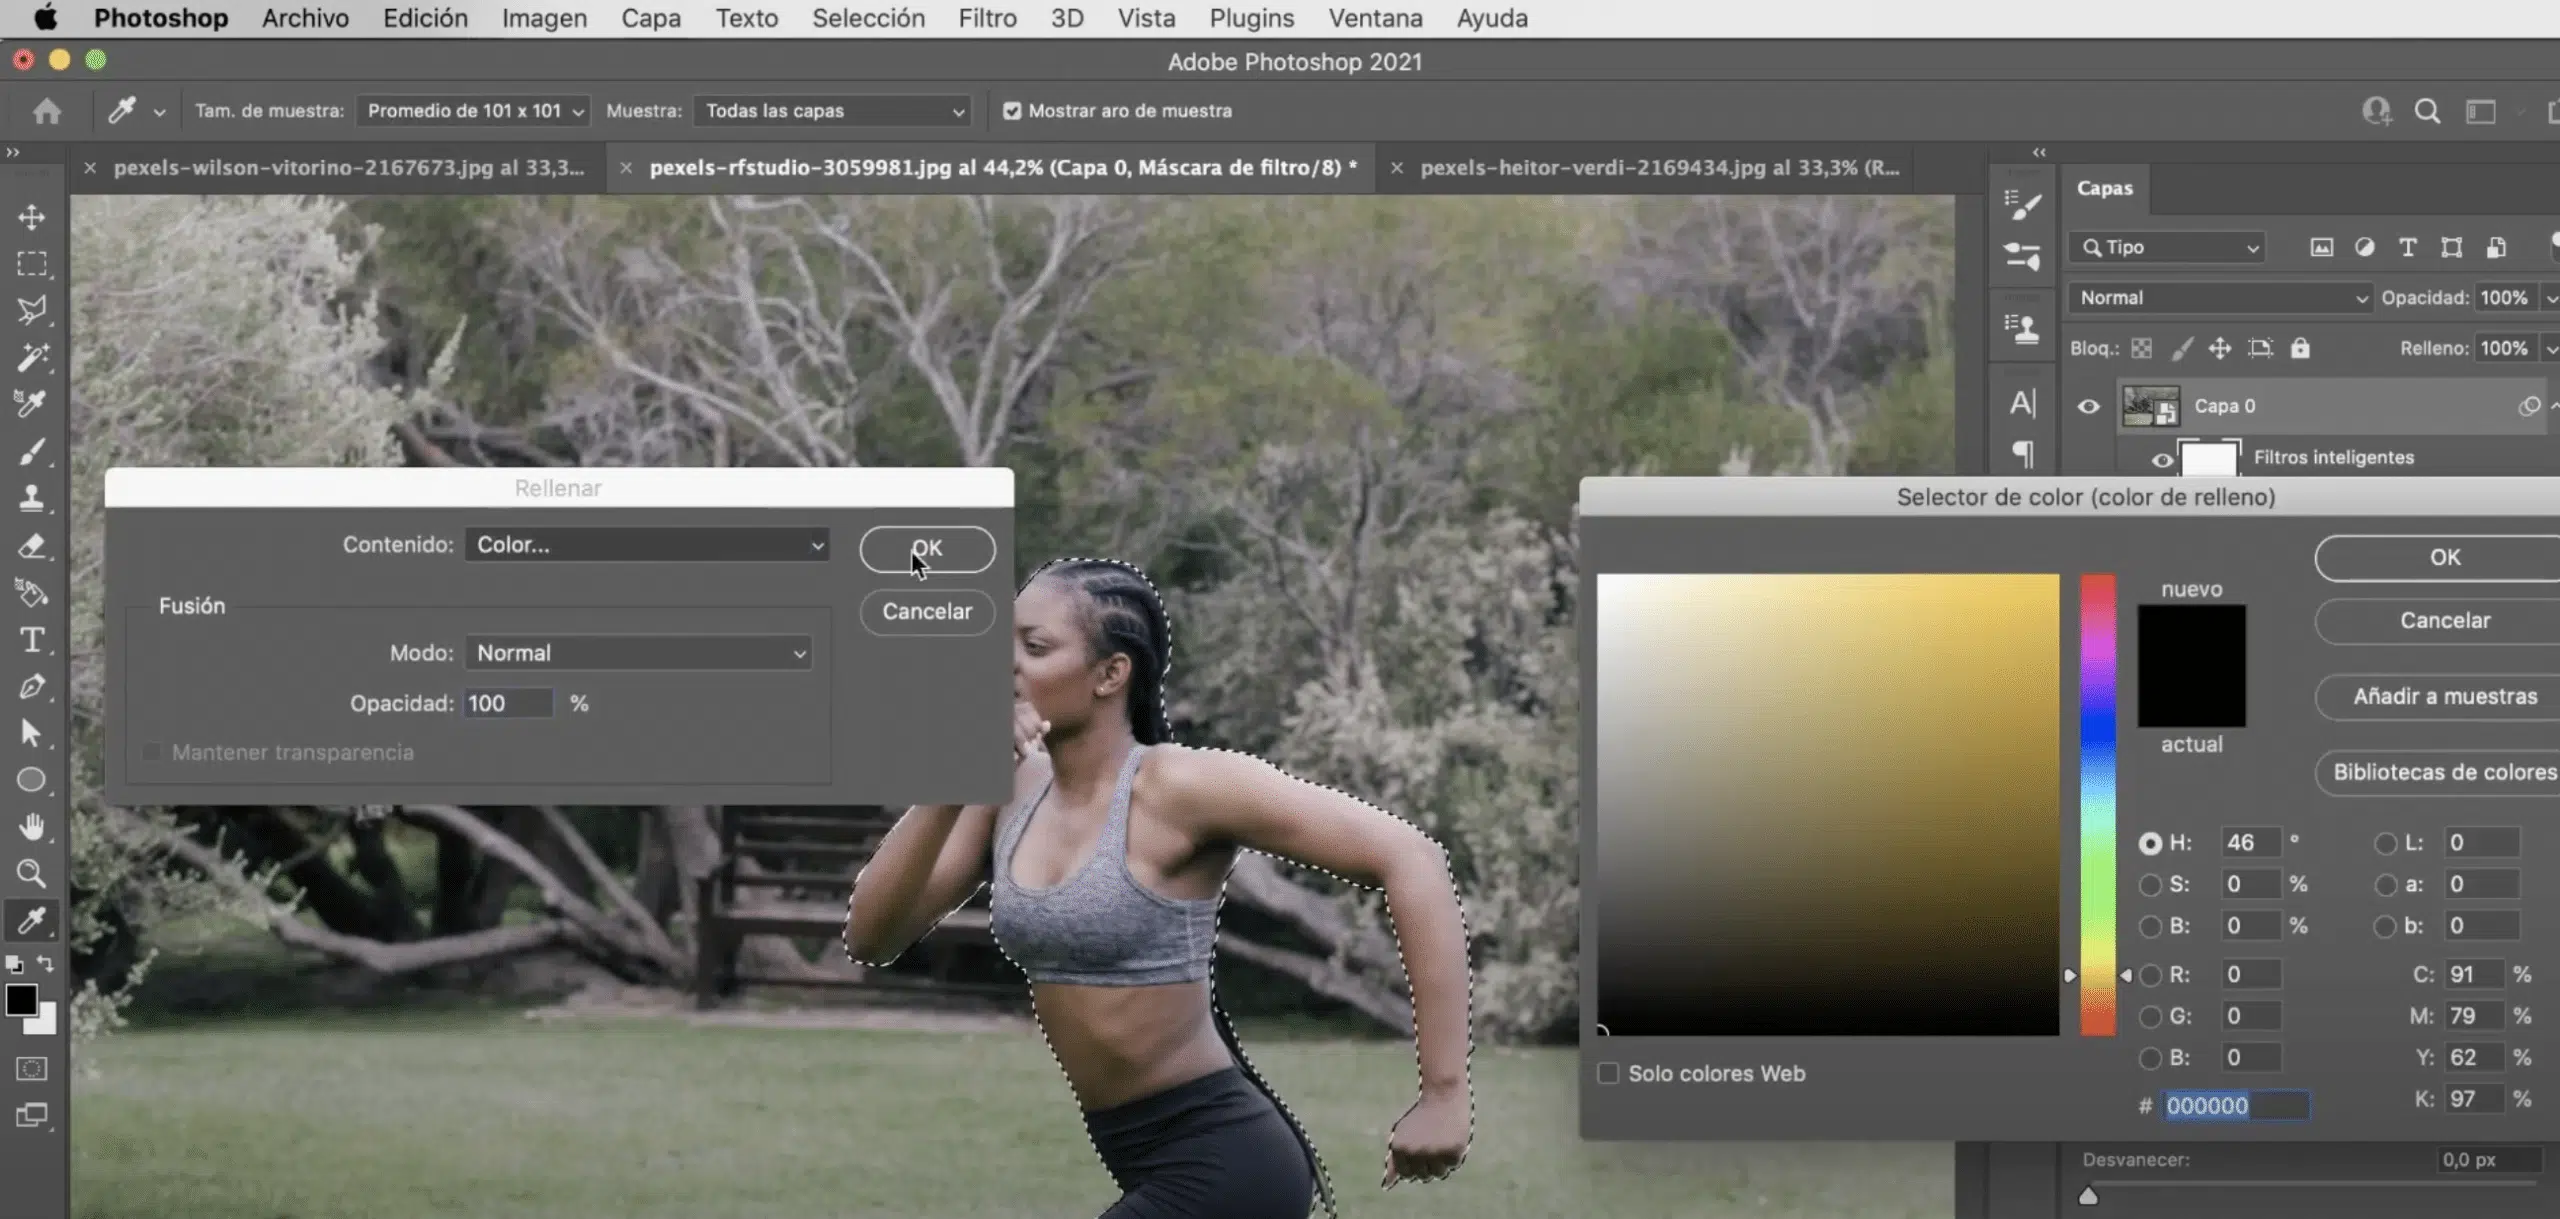 Photoshop Archivo Edición Imagen Capa Texto Selección Filtro 3D Vista Plugins Ventana Ayuda
Adobe Photoshop 2021
Tam. de muestra: Promedio de 101 x 101 Muestra: Todas las capas Mostrar aro de muestra
pexels-wilson-vitorino-2167673.jpg al 33,3... pexels-rfstudio-3059981.jpg al 44,2% (Capa 0, Máscara de filtro/8) * pexels-heitor-verdi-2169434.jpg al 33,3% (R...
Capas
Tipo
Normal Opacidad: 100%
Bloq.: Relleno: 100%
Capa 0
Filtros inteligentes
Rellenar
Contenido: Color...
OK
Cancelar
Fusión
Modo: Normal
Opacidad: 100 %
Mantener transparencia
Selector de color (color de relleno)
nuevo
actual
OK
Cancelar
Añadir a muestras
Bibliotecas de colores
H: 46 ° L: 0
S: 0 % a: 0
B: 0 % b: 0
R: 0 C: 91 %
G: 0 M: 79 %
B: 0 Y: 62 %
# 000000 K: 97 %
Solo colores Web
Desvanecer: 0,0 px